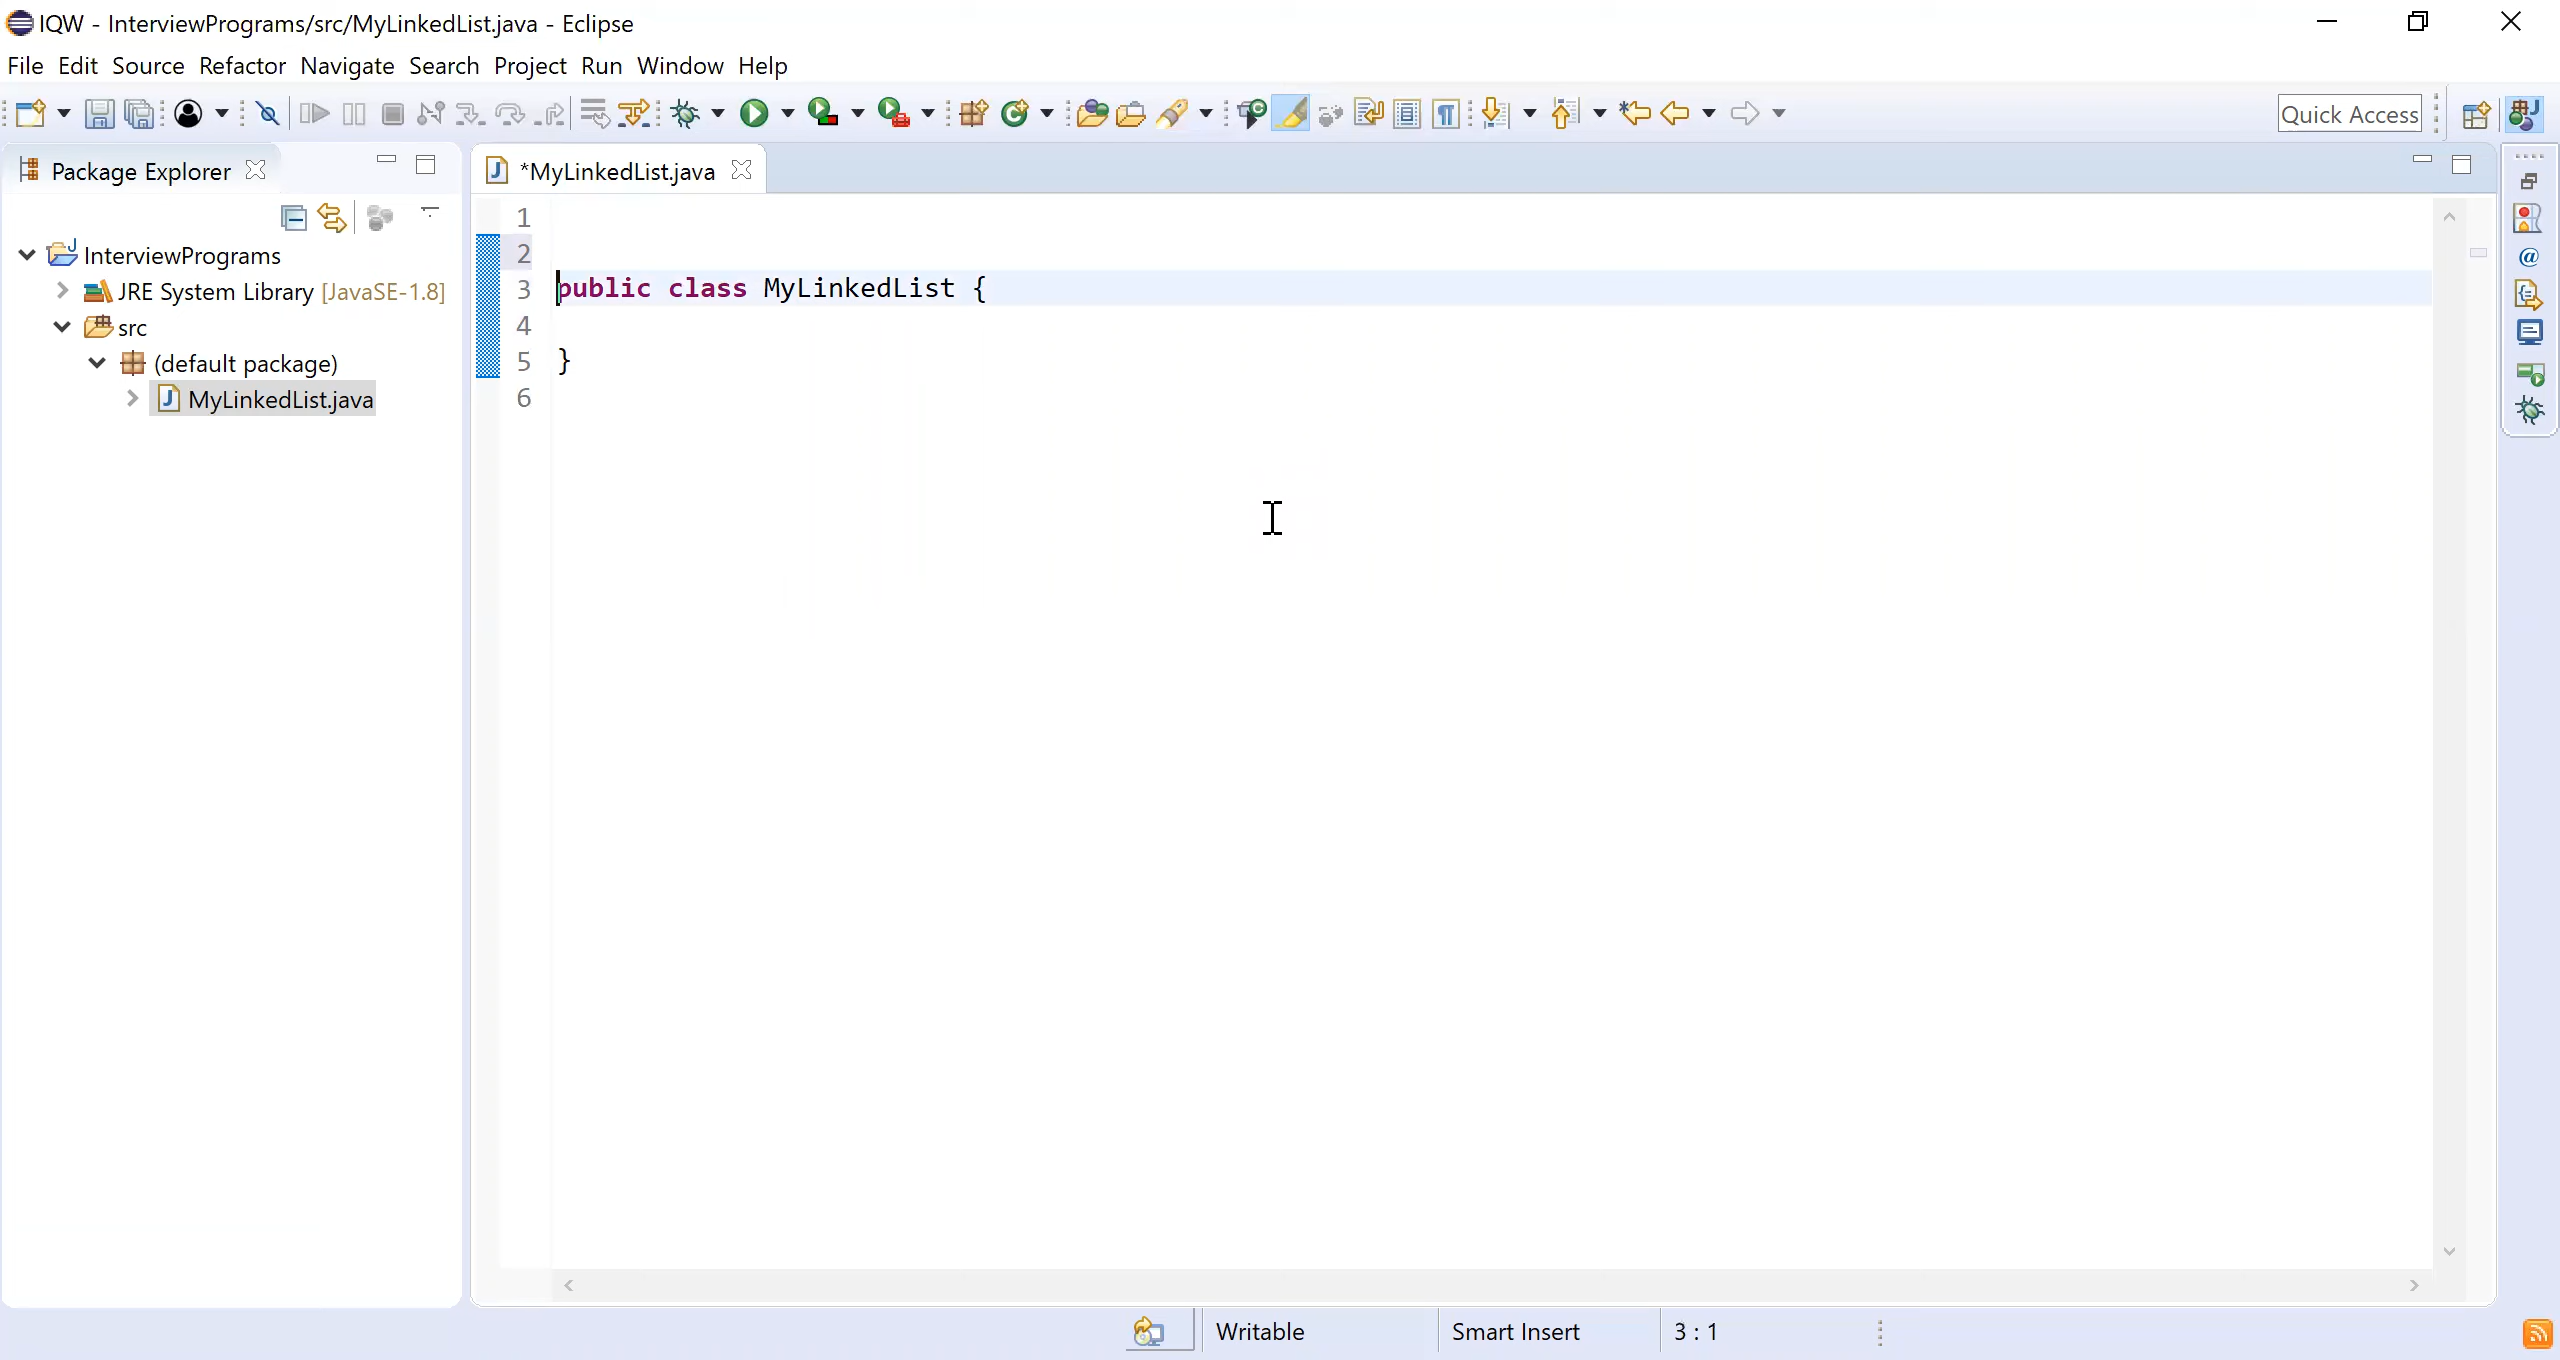 IQW - InterviewPrograms/src/MyLinkedList.java - Eclipse
File Edit Source Refactor Navigate Search Project Run Window Help
Quick Access
Package Explorer
*MyLinkedList.java
InterviewPrograms
JRE System Library [JavaSE-1.8]
src
(default package)
MyLinkedList.java
1
2
3 public class MyLinkedList {
4
5 }
6
Writable
Smart Insert
3 : 1